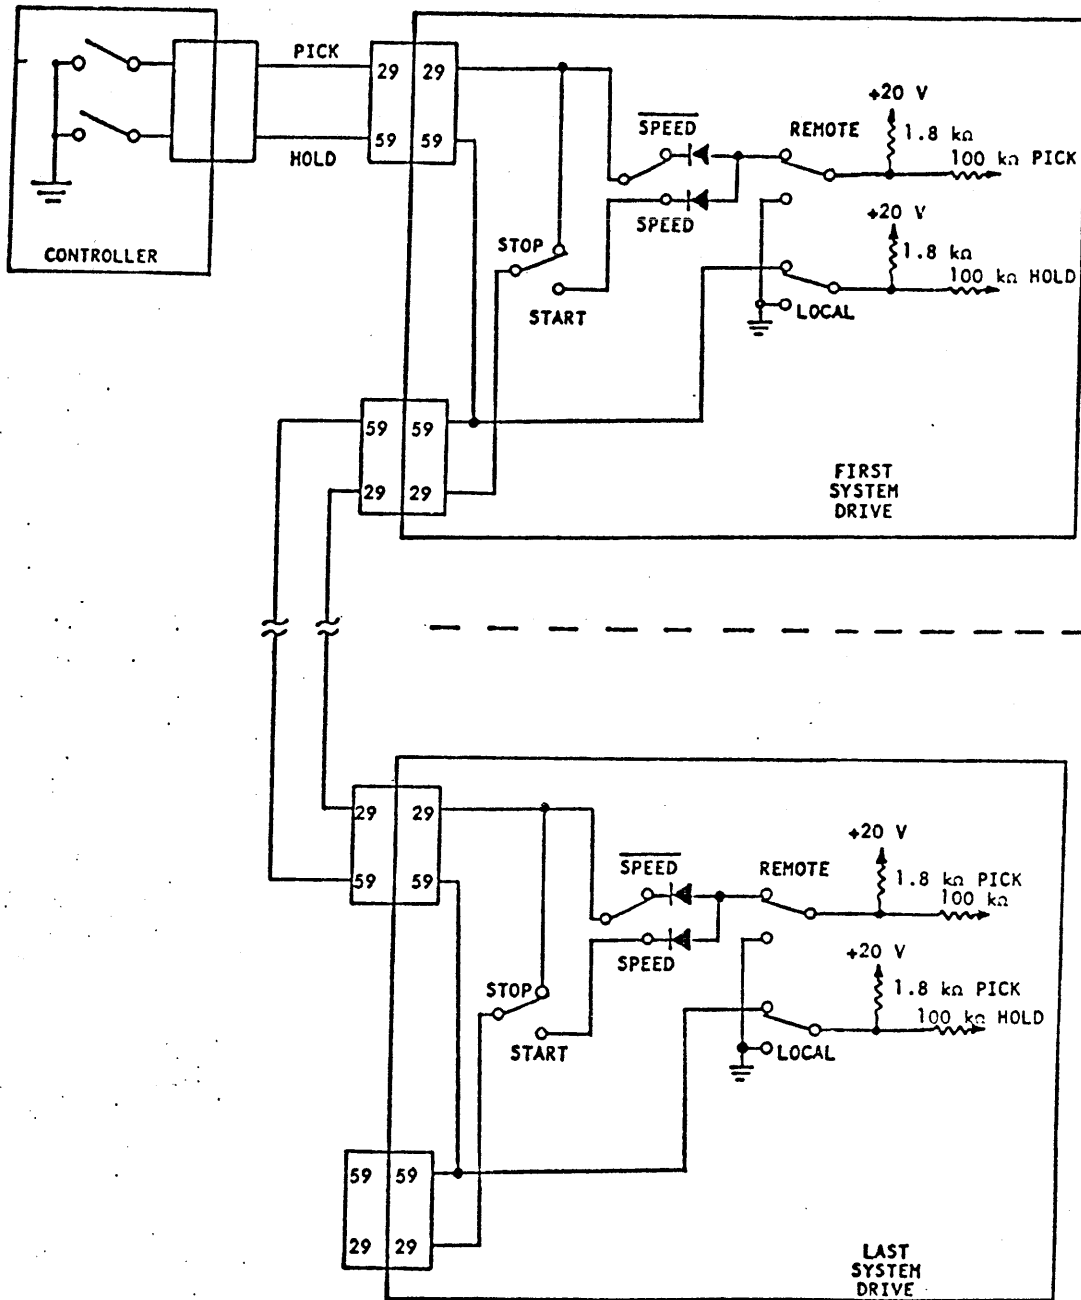 PICK
29 29
59 59
HOLD
CONTROLLER
SPEED
SPEED
STOP
START
REMOTE
LOCAL
+20 V
1.8 kΩ
100 kΩ PICK
+20 V
1.8 kΩ
100 kΩ HOLD
59 59
29 29
FIRST
SYSTEM
DRIVE
29 29
59 59
SPEED
SPEED
STOP
START
REMOTE
LOCAL
+20 V
1.8 kΩ PICK
100 kΩ
+20 V
1.8 kΩ PICK
100 kΩ HOLD
59 59
29 29
LAST
SYSTEM
DRIVE